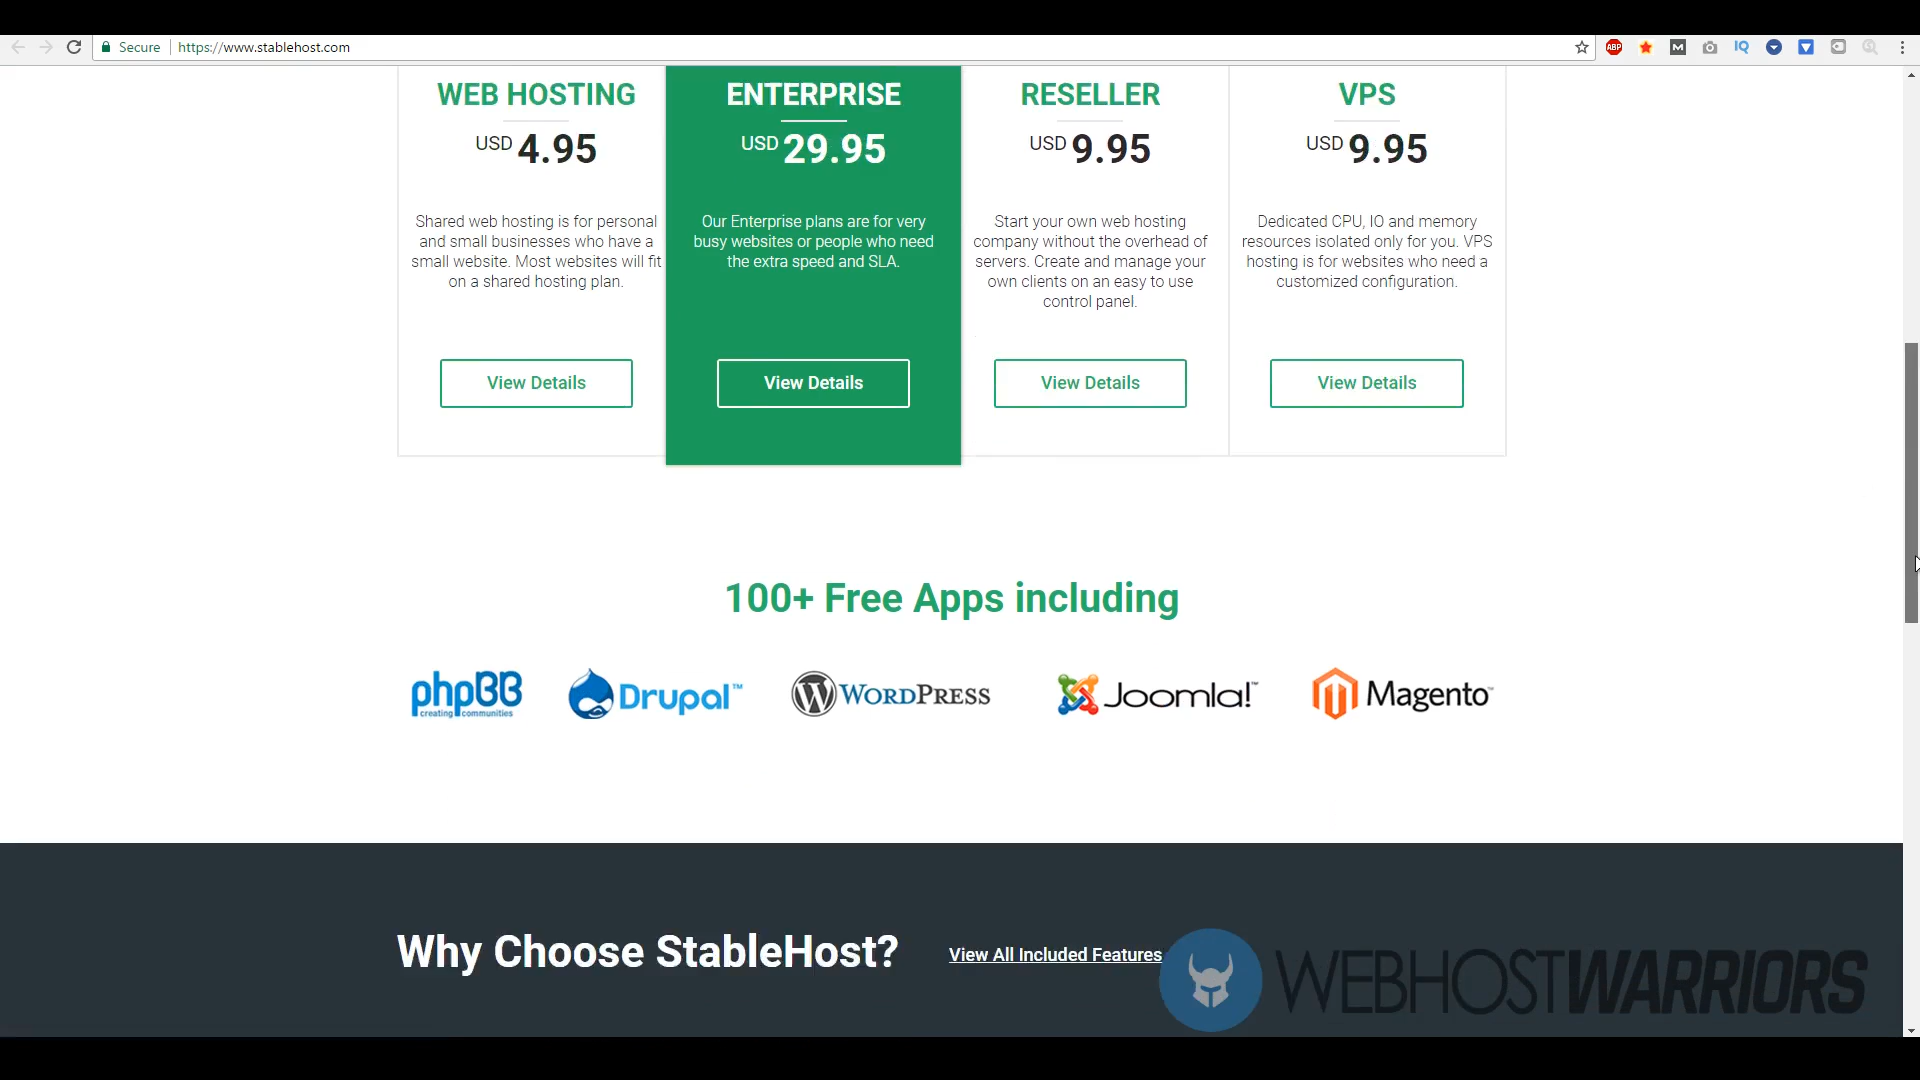 Secure https://www.stablehost.com
ABP M IQ
WEB HOSTING
USD 4.95
Shared web hosting is for personal
and small businesses who have a
small website. Most websites will fit
on a shared hosting plan.
View Details
ENTERPRISE
USD 29.95
Our Enterprise plans are for very
busy websites or people who need
the extra speed and SLA.
View Details
RESELLER
USD 9.95
Start your own web hosting
company without the overhead of
servers. Create and manage your
own clients on an easy to use
control panel.
View Details
VPS
USD 9.95
Dedicated CPU, IO and memory
resources isolated only for you. VPS
hosting is for websites who need a
customized configuration.
View Details
100+ Free Apps including
phpBB
creating communities
Drupal™
WORDPRESS
Joomla!™
Magento™
Why Choose StableHost? View All Included Features
WEBHOSTWARRIORS